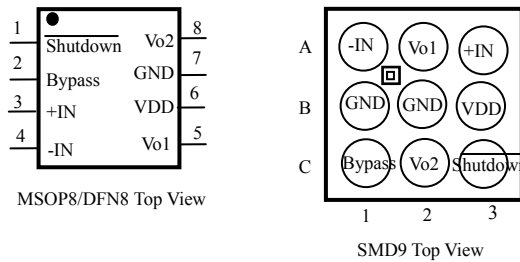 1 Shutdown Vo2 8
2 Bypass GND 7
3 +IN VDD 6
4 -IN Vo1 5
MSOP8/DFN8 Top View
A -IN Vo1 +IN
B GND GND VDD
C Bypass Vo2 Shutdown
1 2 3
SMD9 Top View